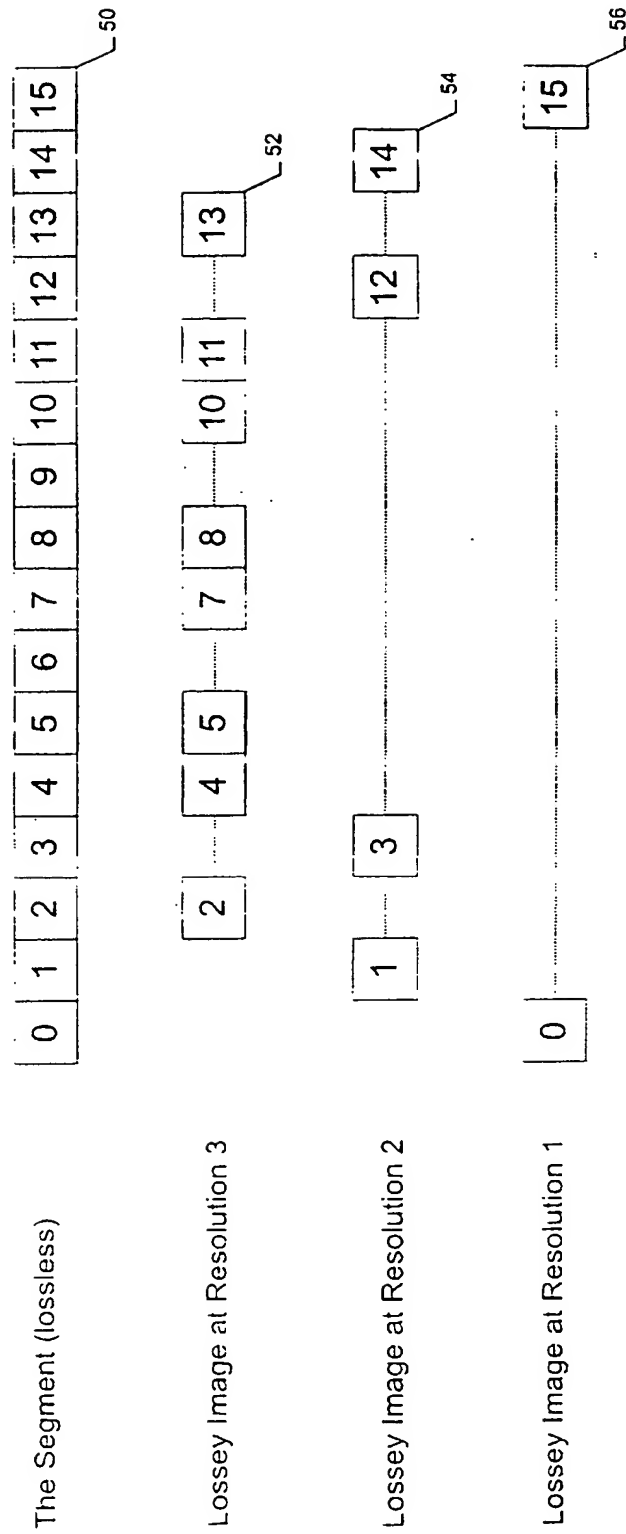 The Segment (lossless)
0 1 2 3 4 5 6 7 8 9 10 11 12 13 14 15
50
Lossey Image at Resolution 3
2 4 5 7 8 10 11 13
52
Lossey Image at Resolution 2
1 3 12 14
54
Lossey Image at Resolution 1
0 15
56